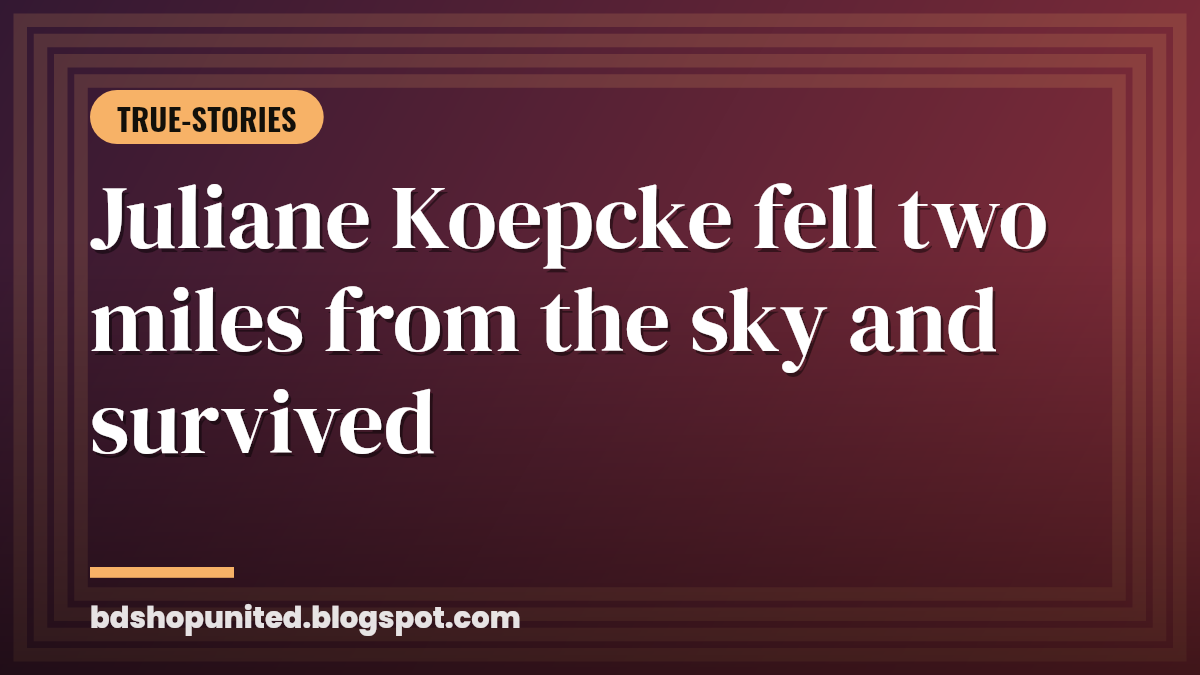 TRUE-STORIES
Juliane Koepcke fell two
miles from the sky and
survived
bdshopunited.blogspot.com